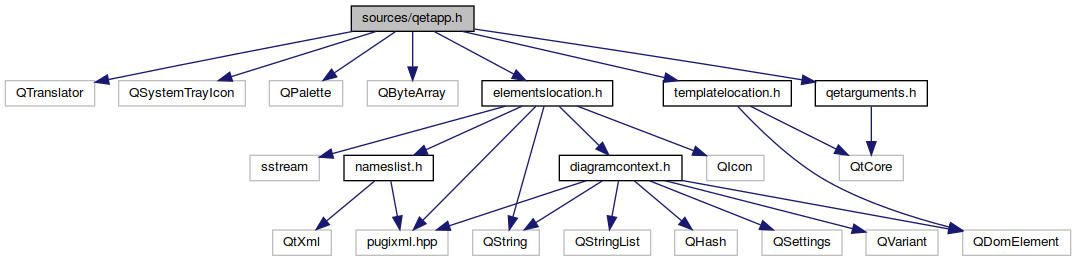 sources/qetapp.h
QTranslator
QSystemTrayIcon
QPalette
QByteArray
elementslocation.h
templatelocation.h
qetarguments.h
sstream
nameslist.h
diagramcontext.h
QIcon
QtCore
QtXml
pugixml.hpp
QString
QStringList
QHash
QSettings
QVariant
QDomElement